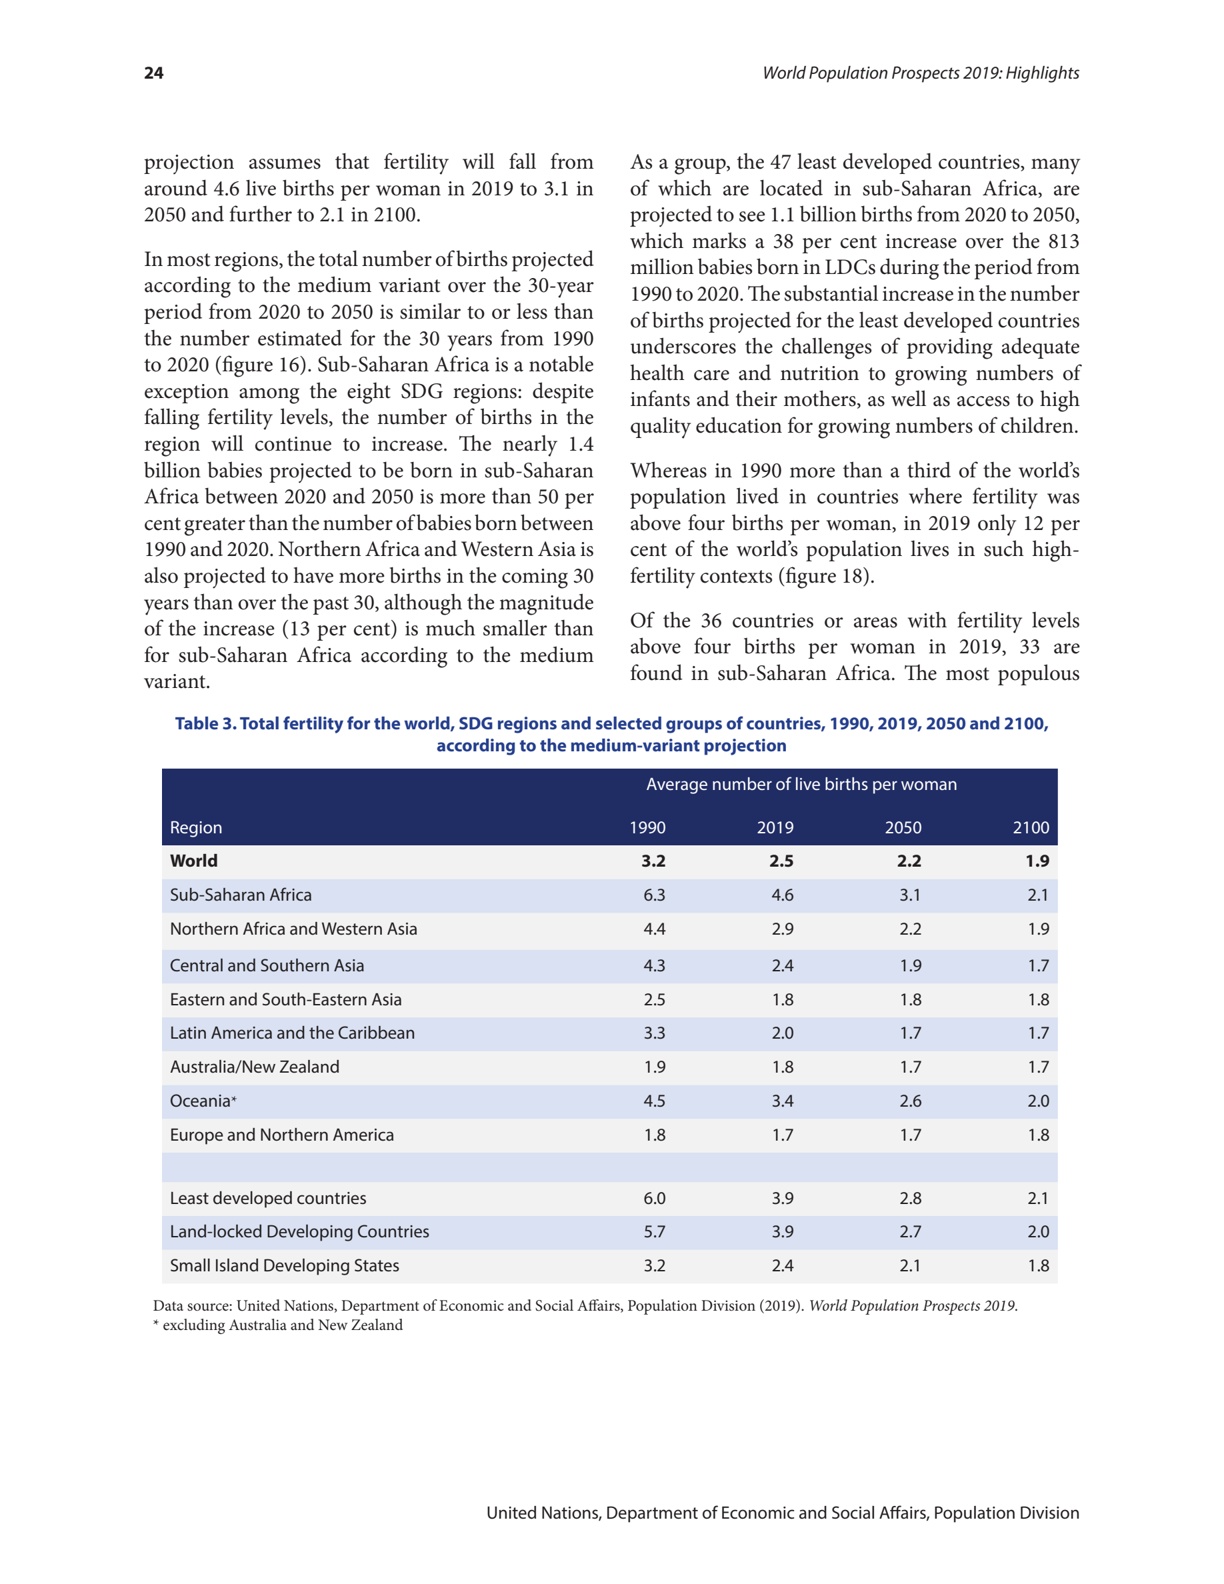 24
World Population Prospects 2019: Highlights
projection assumes that fertility will fall from
around 4.6 live births per woman in 2019 to 3.1 in
2050 and further to 2.1 in 2100.
In most regions, the total number of births projected
according to the medium variant over the 30-year
period from 2020 to 2050 is similar to or less than
the number estimated for the 30 years from 1990
to 2020 (figure 16). Sub-Saharan Africa is a notable
exception among the eight SDG regions: despite
falling fertility levels, the number of births in the
region will continue to increase. The nearly 1.4
billion babies projected to be born in sub-Saharan
Africa between 2020 and 2050 is more than 50 per
cent greater than the number of babies born between
1990 and 2020. Northern Africa and Western Asia is
also projected to have more births in the coming 30
years than over the past 30, although the magnitude
of the increase (13 per cent) is much smaller than
for sub-Saharan Africa according to the medium
variant.
As a group, the 47 least developed countries, many
of which are located in sub-Saharan Africa, are
projected to see 1.1 billion births from 2020 to 2050,
which marks a 38 per cent increase over the 813
million babies born in LDCs during the period from
1990 to 2020. The substantial increase in the number
of births projected for the least developed countries
underscores the challenges of providing adequate
health care and nutrition to growing numbers of
infants and their mothers, as well as access to high
quality education for growing numbers of children.
Whereas in 1990 more than a third of the world's
population lived in countries where fertility was
above four births per woman, in 2019 only 12 per
cent of the world's population lives in such high-
fertility contexts (figure 18).
Of the 36 countries or areas with fertility levels
above four births per woman in 2019, 33 are
found in sub-Saharan Africa. The most populous
Table 3. Total fertility for the world, SDG regions and selected groups of countries, 1990, 2019, 2050 and 2100,
according to the medium-variant projection
Average number of live births per woman
Region 1990 2019 2050 2100
World 3.2 2.5 2.2 1.9
Sub-Saharan Africa 6.3 4.6 3.1 2.1
Northern Africa and Western Asia 4.4 2.9 2.2 1.9
Central and Southern Asia 4.3 2.4 1.9 1.7
Eastern and South-Eastern Asia 2.5 1.8 1.8 1.8
Latin America and the Caribbean 3.3 2.0 1.7 1.7
Australia/New Zealand 1.9 1.8 1.7 1.7
Oceania* 4.5 3.4 2.6 2.0
Europe and Northern America 1.8 1.7 1.7 1.8
Least developed countries 6.0 3.9 2.8 2.1
Land-locked Developing Countries 5.7 3.9 2.7 2.0
Small Island Developing States 3.2 2.4 2.1 1.8
Data source: United Nations, Department of Economic and Social Affairs, Population Division (2019). World Population Prospects 2019.
* excluding Australia and New Zealand
United Nations, Department of Economic and Social Affairs, Population Division